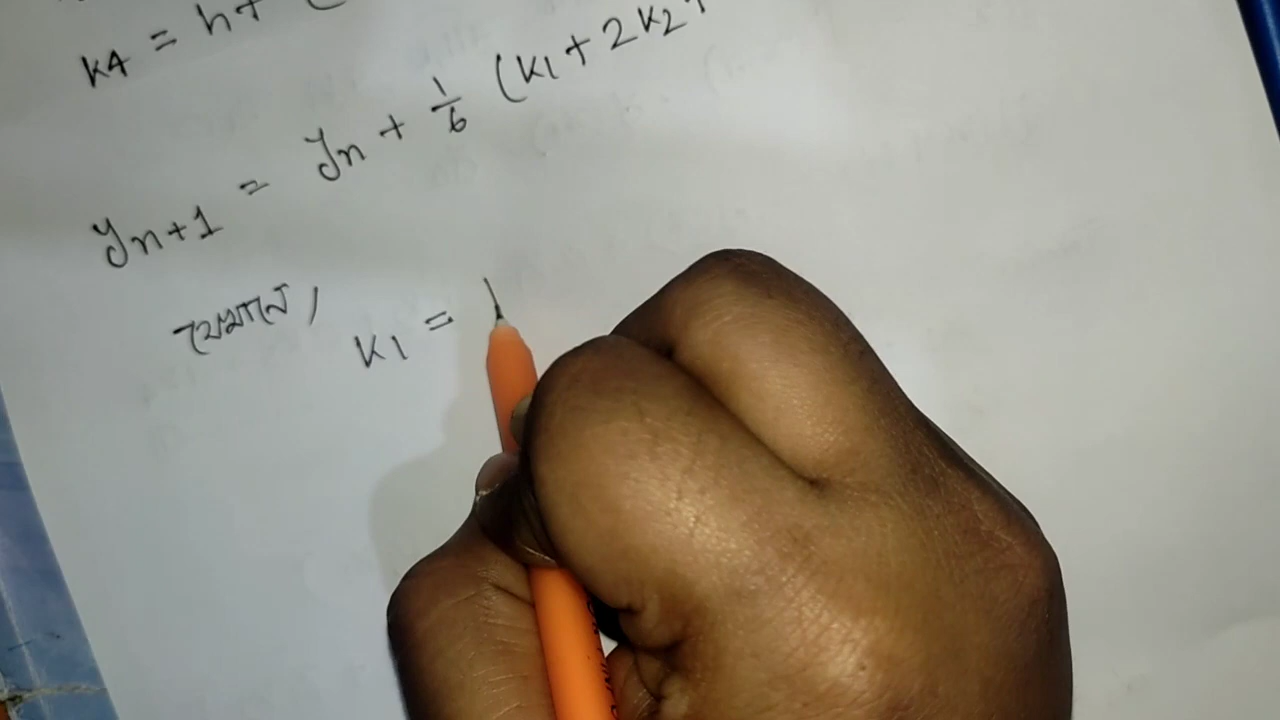 k4 = h+ (
yn+1 = yn + 1/6 (k1 + 2k2+
যেখানে, k1 =